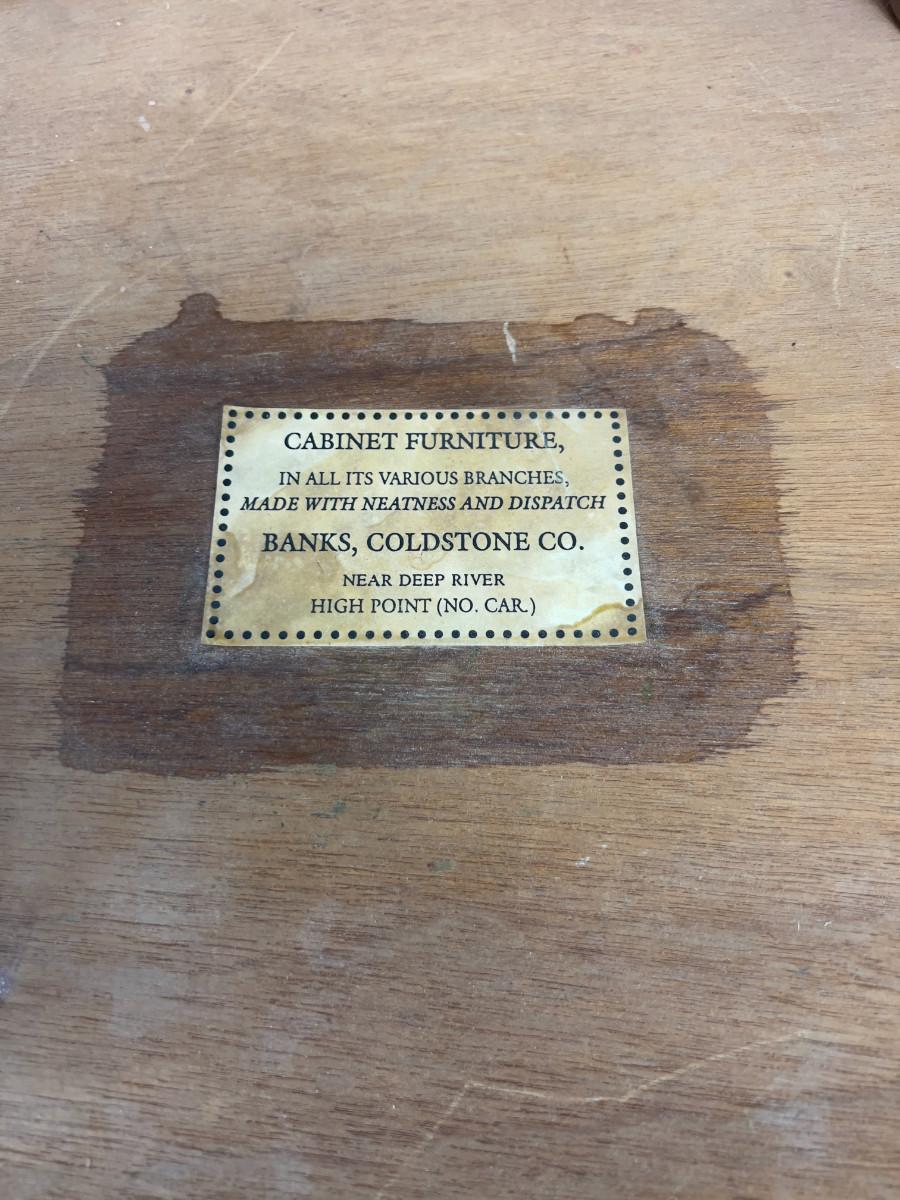 CABINET FURNITURE,
IN ALL ITS VARIOUS BRANCHES,
MADE WITH NEATNESS AND DISPATCH
BANKS, COLDSTONE CO.
NEAR DEEP RIVER
HIGH POINT (NO. CAR.)